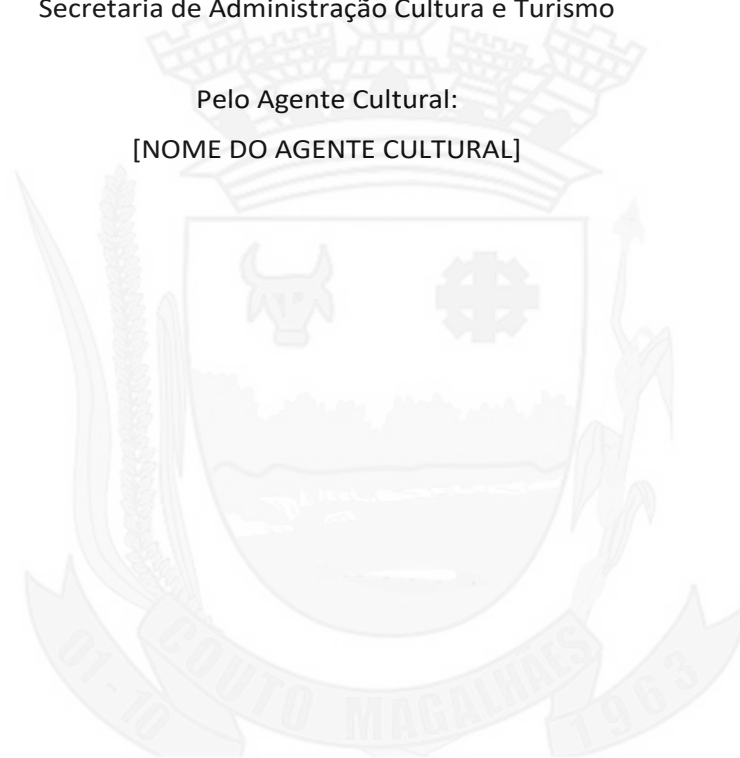 Secretaria de Administração Cultura e Turismo
Pelo Agente Cultural:
[NOME DO AGENTE CULTURAL]
01 - 10 COUTO MAGALHÃES 1963